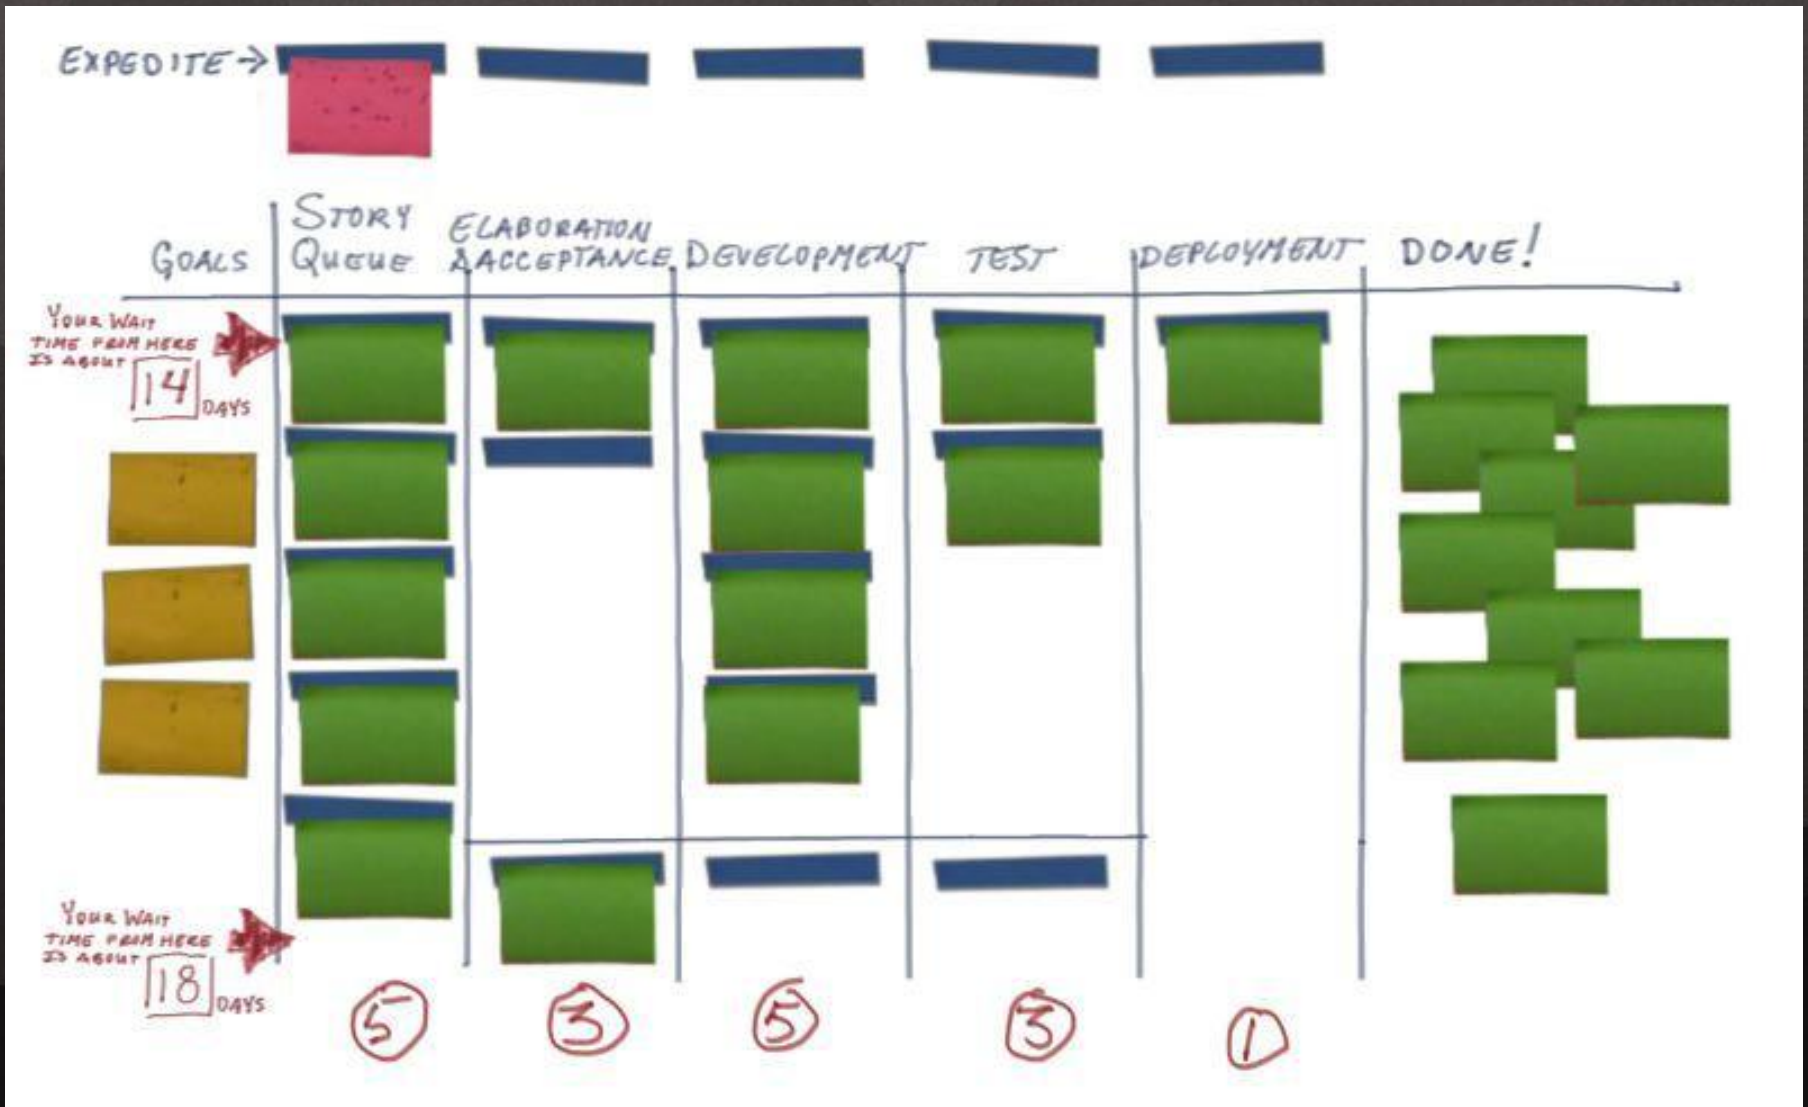 EXPEDITE →
STORY
QUEUE
ELABORATION
& ACCEPTANCE
GOALS
DEVELOPMENT
TEST
DEPLOYMENT
DONE!
YOUR WAIT
TIME FROM HERE
IS ABOUT
14 DAYS
YOUR WAIT
TIME FROM HERE
IS ABOUT
18 DAYS
5
3
5
3
1